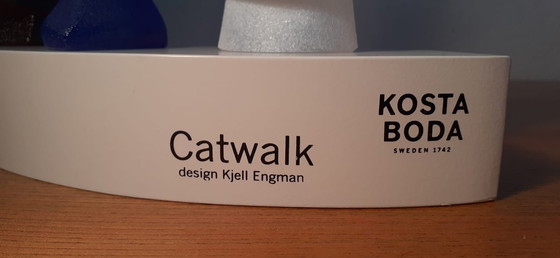 Catwalk
design Kjell Engman
KOSTA
BODA
SWEDEN 1742